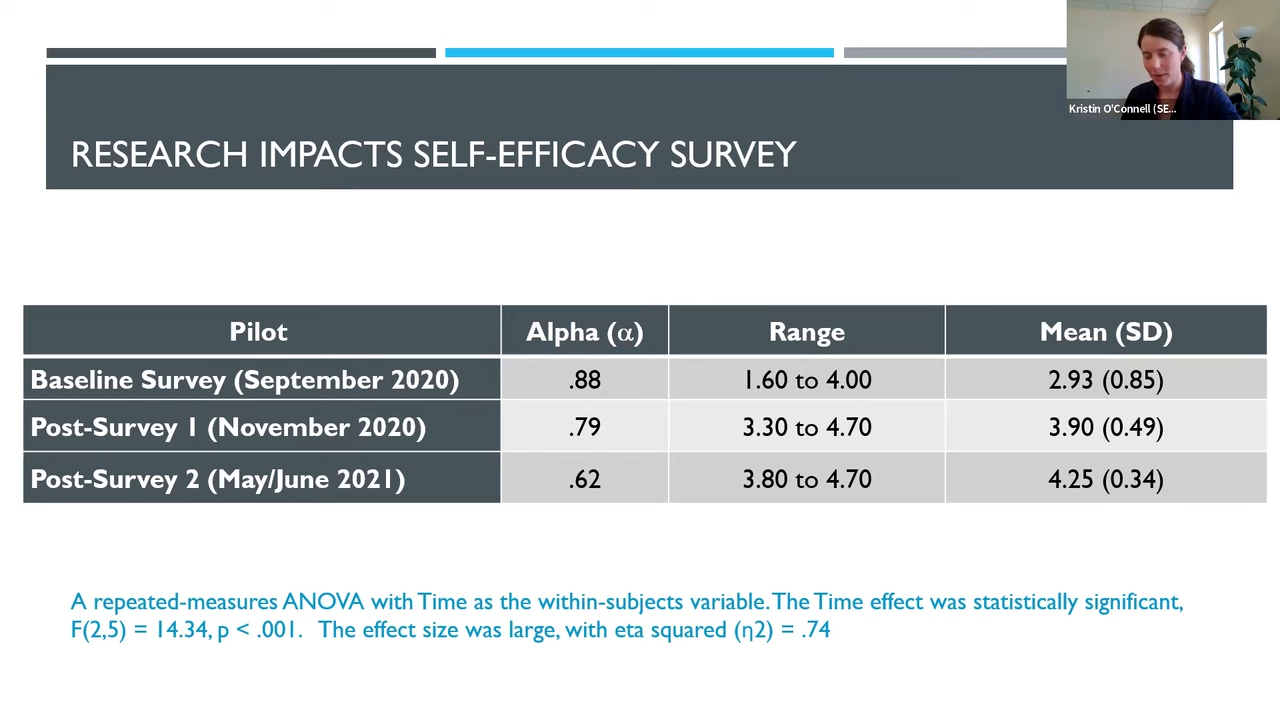 Kristin O'Connell (SE...
RESEARCH IMPACTS SELF-EFFICACY SURVEY
Pilot Alpha (α) Range Mean (SD)
Baseline Survey (September 2020) .88 1.60 to 4.00 2.93 (0.85)
Post-Survey 1 (November 2020) .79 3.30 to 4.70 3.90 (0.49)
Post-Survey 2 (May/June 2021) .62 3.80 to 4.70 4.25 (0.34)
A repeated-measures ANOVA with Time as the within-subjects variable. The Time effect was statistically significant,
F(2,5) = 14.34, p < .001. The effect size was large, with eta squared (η2) = .74